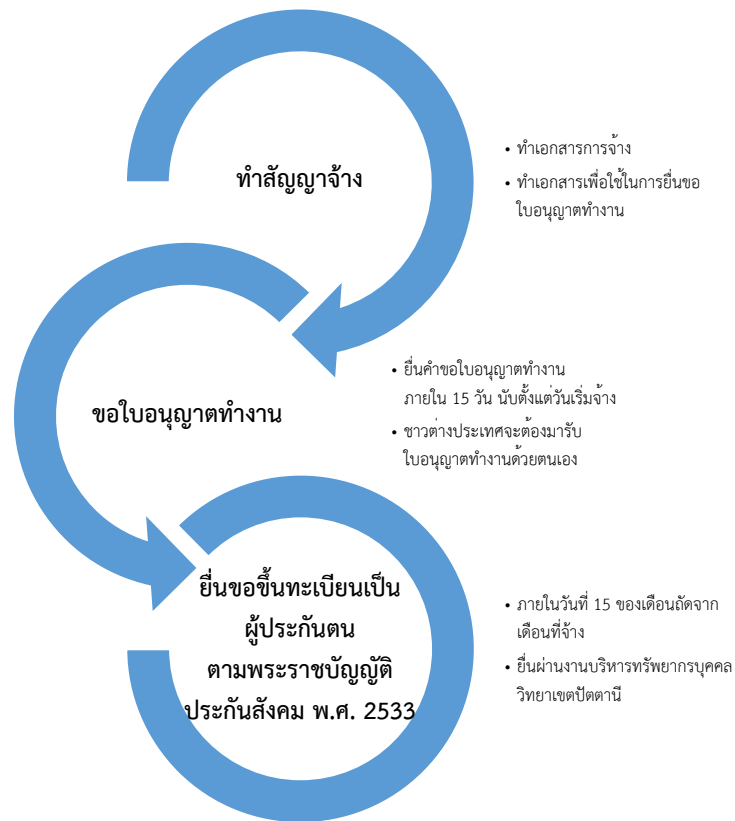 ทำสัญญาจ้าง
• ทำเอกสารการจ้าง
• ทำเอกสารเพื่อใช้ในการยื่นขอ
ใบอนุญาตทำงาน
ขอใบอนุญาตทำงาน
• ยื่นคำขอใบอนุญาตทำงาน
ภายใน 15 วัน นับตั้งแต่วันเริ่มจ้าง
• ชาวต่างประเทศจะต้องมารับ
ใบอนุญาตทำงานด้วยตนเอง
ยื่นขอขึ้นทะเบียนเป็น
ผู้ประกันตน
ตามพระราชบัญญัติ
ประกันสังคม พ.ศ. 2533
• ภายในวันที่ 15 ของเดือนถัดจาก
เดือนที่จ้าง
• ยื่นผ่านงานบริหารทรัพยากรบุคคล
วิทยาเขตปัตตานี